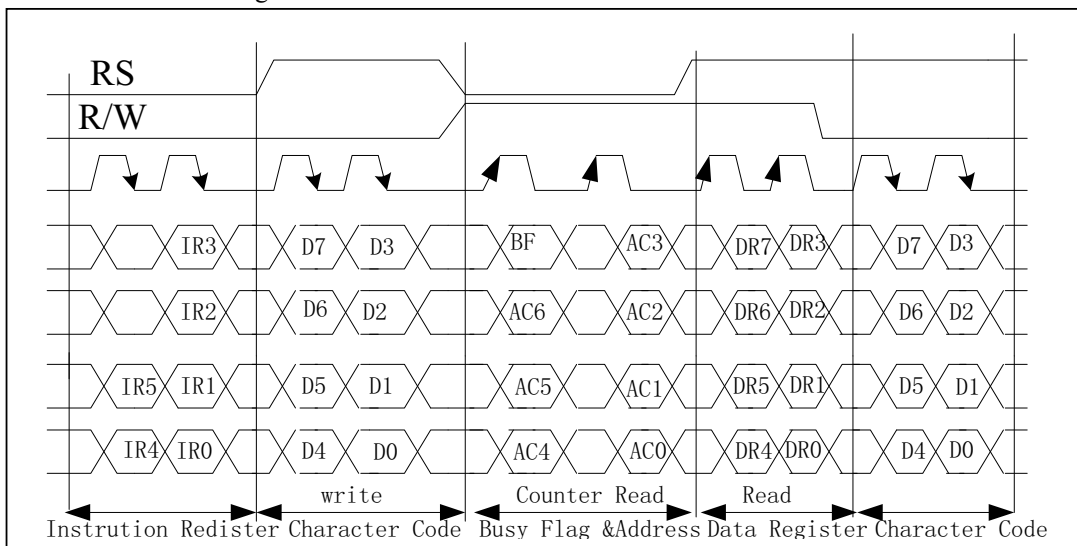 RS
R/W
IR3 D7 D3 BF AC3 DR7 DR3 D7 D3
IR2 D6 D2 AC6 AC2 DR6 DR2 D6 D2
IR5 IR1 D5 D1 AC5 AC1 DR5 DR1 D5 D1
IR4 IR0 D4 D0 AC4 AC0 DR4 DR0 D4 D0
write Counter Read Read
Instrution Redister Character Code Busy Flag &Address Data Register Character Code